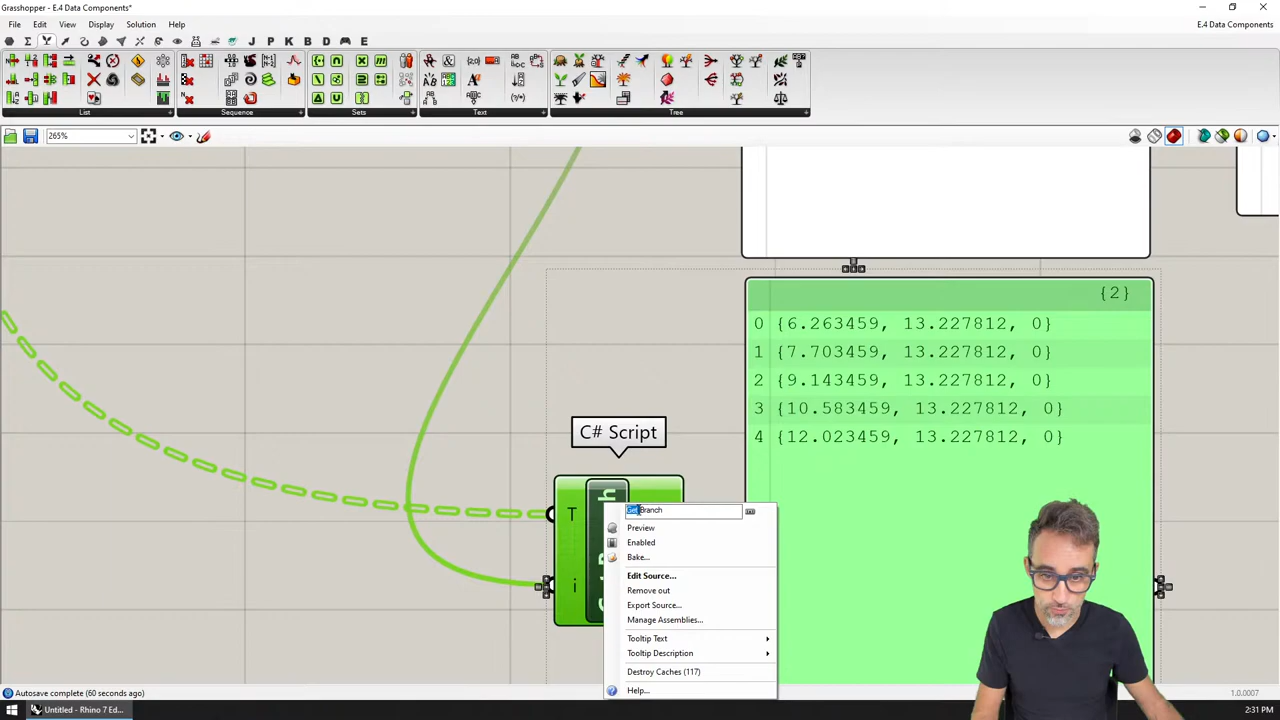 Grasshopper - E.4 Data Components*
File Edit View Display Solution Help
E.4 Data Components*
J P K B D E
List Sequence Sets Text Tree
265%
{2}
0 {6.263459, 13.227812, 0}
1 {7.703459, 13.227812, 0}
2 {9.143459, 13.227812, 0}
3 {10.583459, 13.227812, 0}
4 {12.023459, 13.227812, 0}
C# Script
T
i
Get Branch
Preview
Enabled
Bake...
Edit Source...
Remove out
Export Source...
Manage Assemblies...
Tooltip Text
Tooltip Description
Destroy Caches (117)
Help...
Autosave complete (60 seconds ago)
1.0.0007
Untitled - Rhino 7 Ed...
2:31 PM